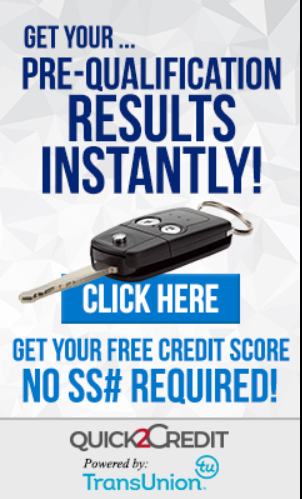 GET YOUR ...
PRE-QUALIFICATION
RESULTS
INSTANTLY!
CLICK HERE
GET YOUR FREE CREDIT SCORE
NO SS# REQUIRED!
QUICK2CREDIT
Powered by:
TransUnion
tu